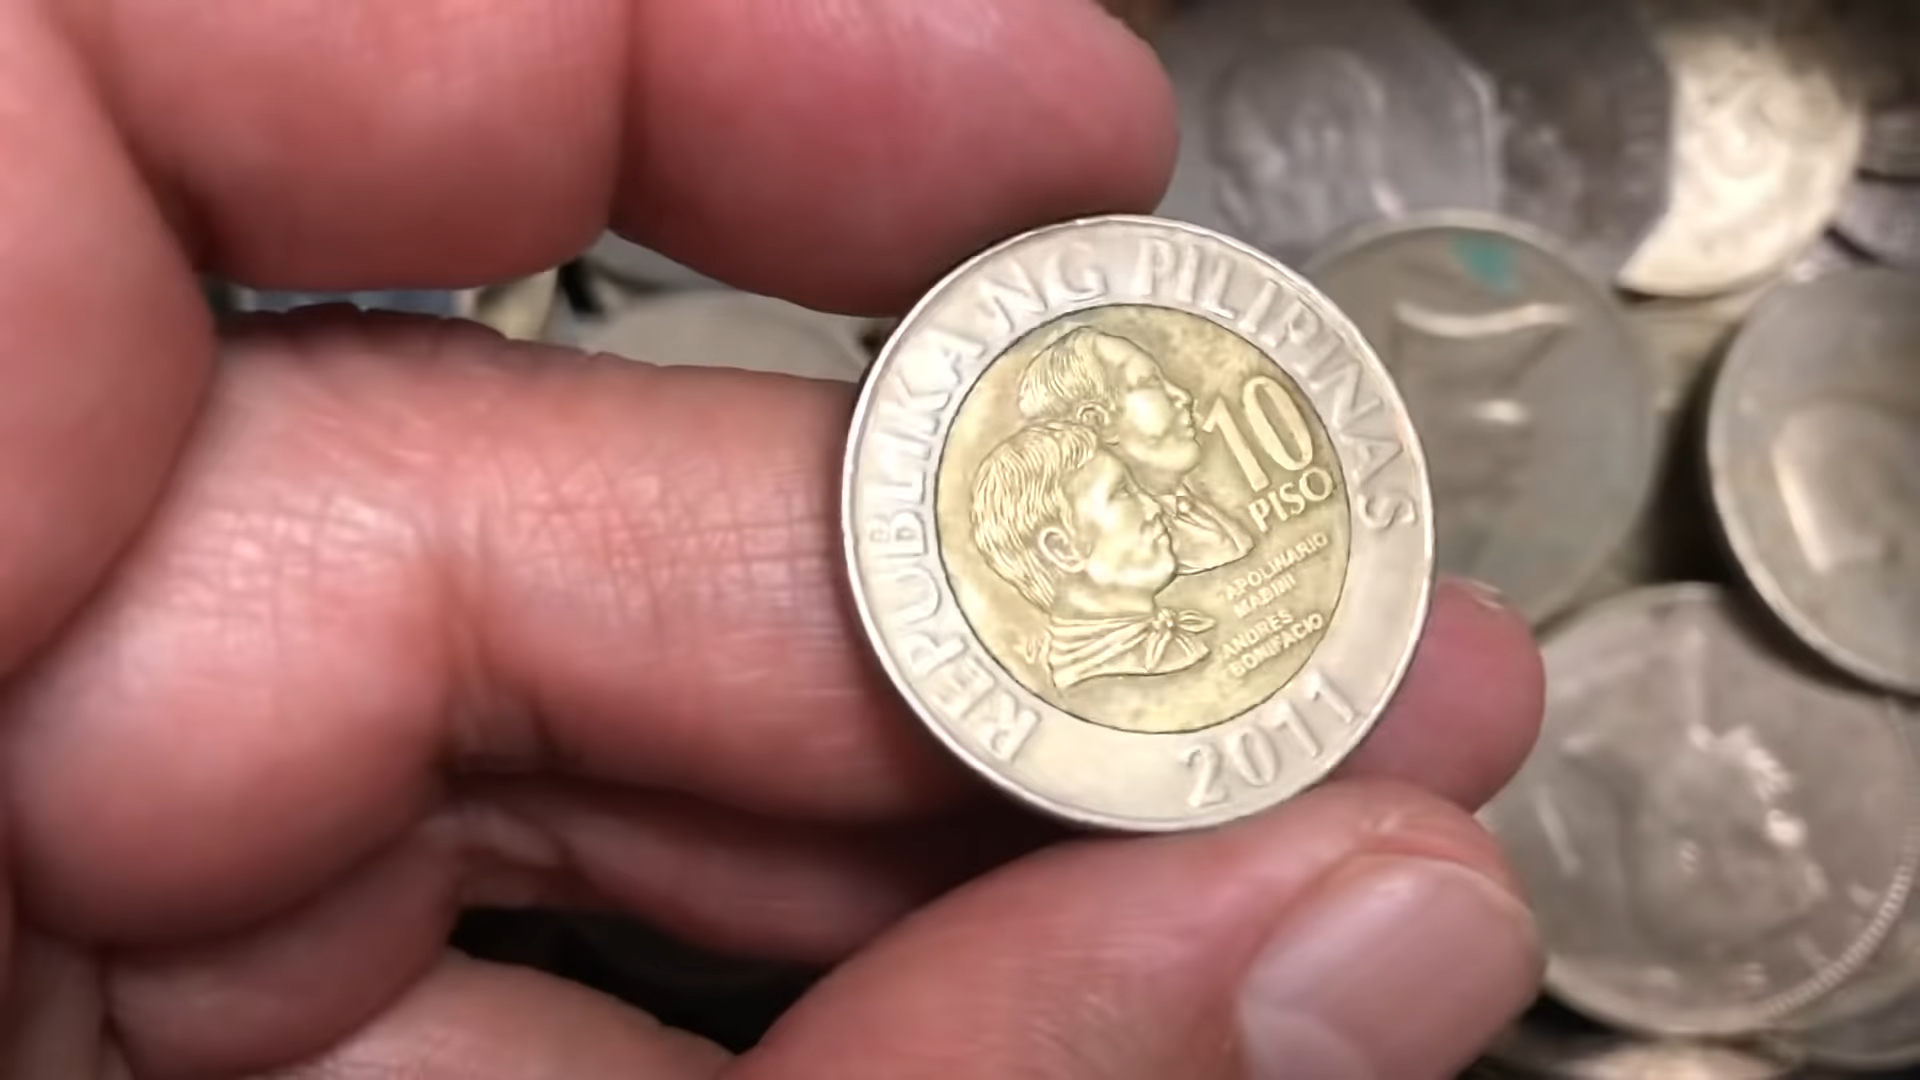 REPUBLIKA NG PILIPINAS
10
PISO
APOLINARIO
MABINI
ANDRES
BONIFACIO
2011